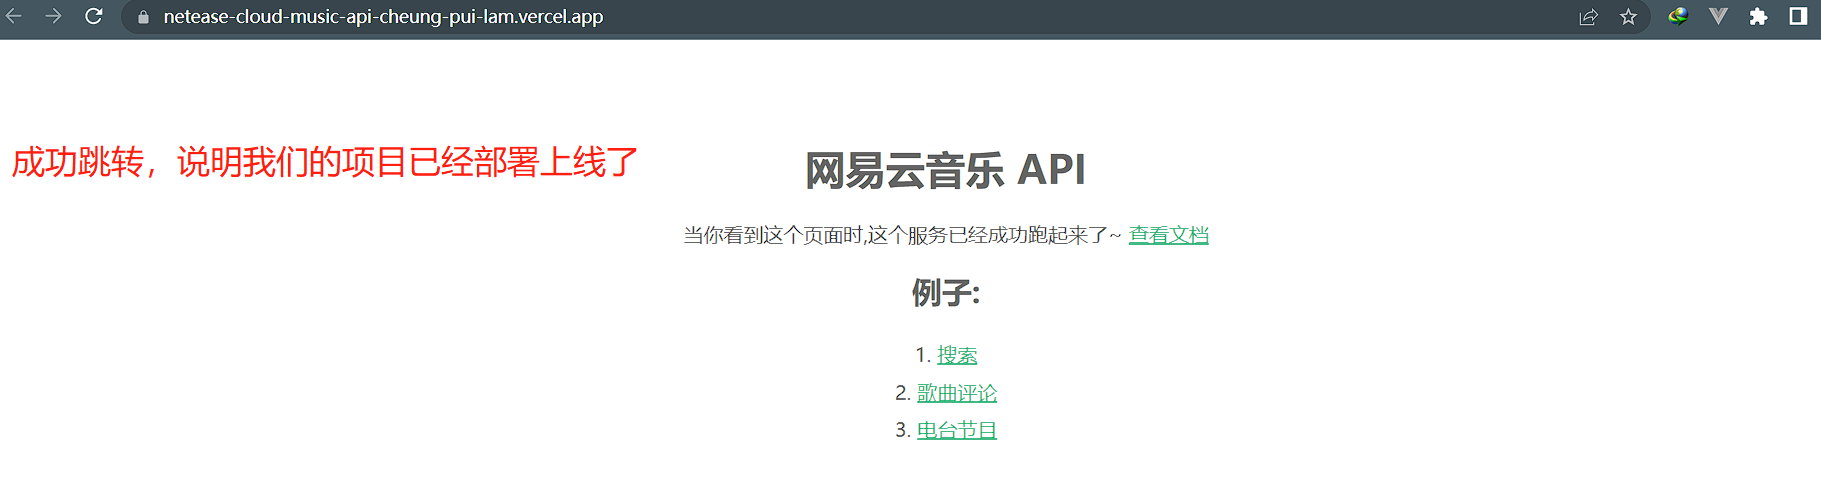 netease-cloud-music-api-cheung-pui-lam.vercel.app
成功跳转，说明我们的项目已经部署上线了
网易云音乐 API
当你看到这个页面时,这个服务已经成功跑起来了~ 查看文档
例子:
1. 搜索
2. 歌曲评论
3. 电台节目